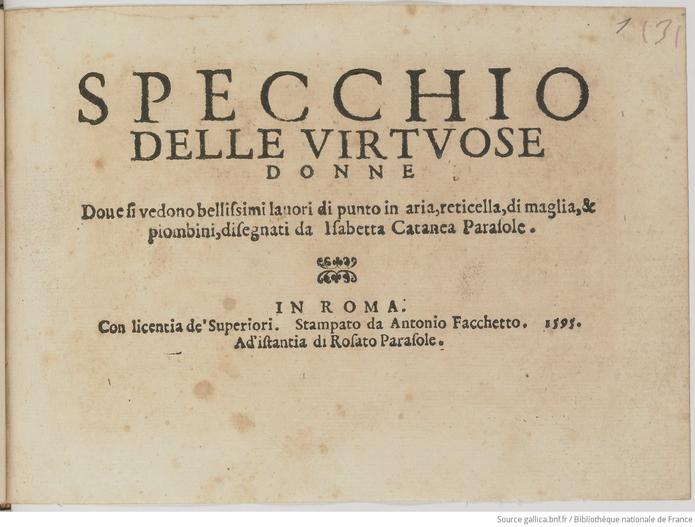 131
SPECCHIO
DELLE VIRTVOSE
DONNE
Doue ſi vedono belliſsimi lauori di punto in aria, reticella, di maglia, &
piombini, diſegnati da Iſabetta Catanea Paraſole.
IN ROMA.
Con licentia de' Superiori. Stampato da Antonio Facchetto. 1595.
Ad'iſtantia di Roſato Paraſole.
Source gallica.bnf.fr / Bibliothèque nationale de France